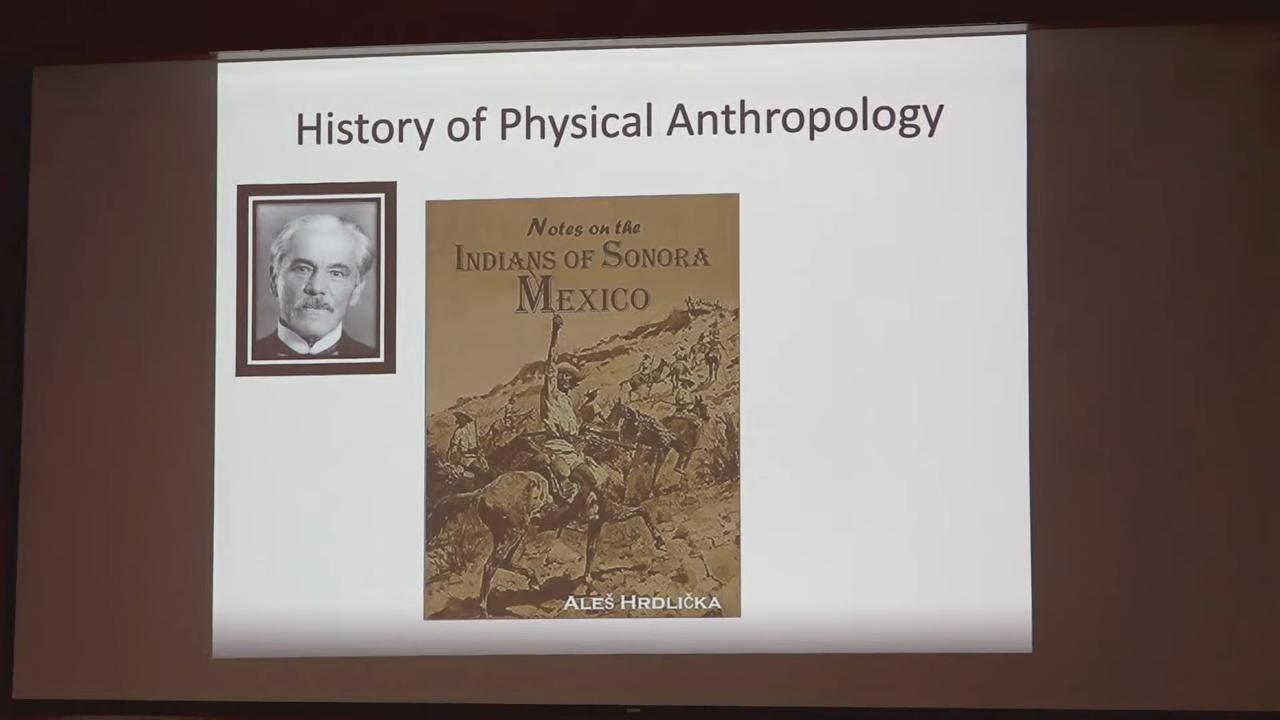 History of Physical Anthropology
Notes on the
INDIANS OF SONORA
MEXICO
ALEŠ HRDLIČKA